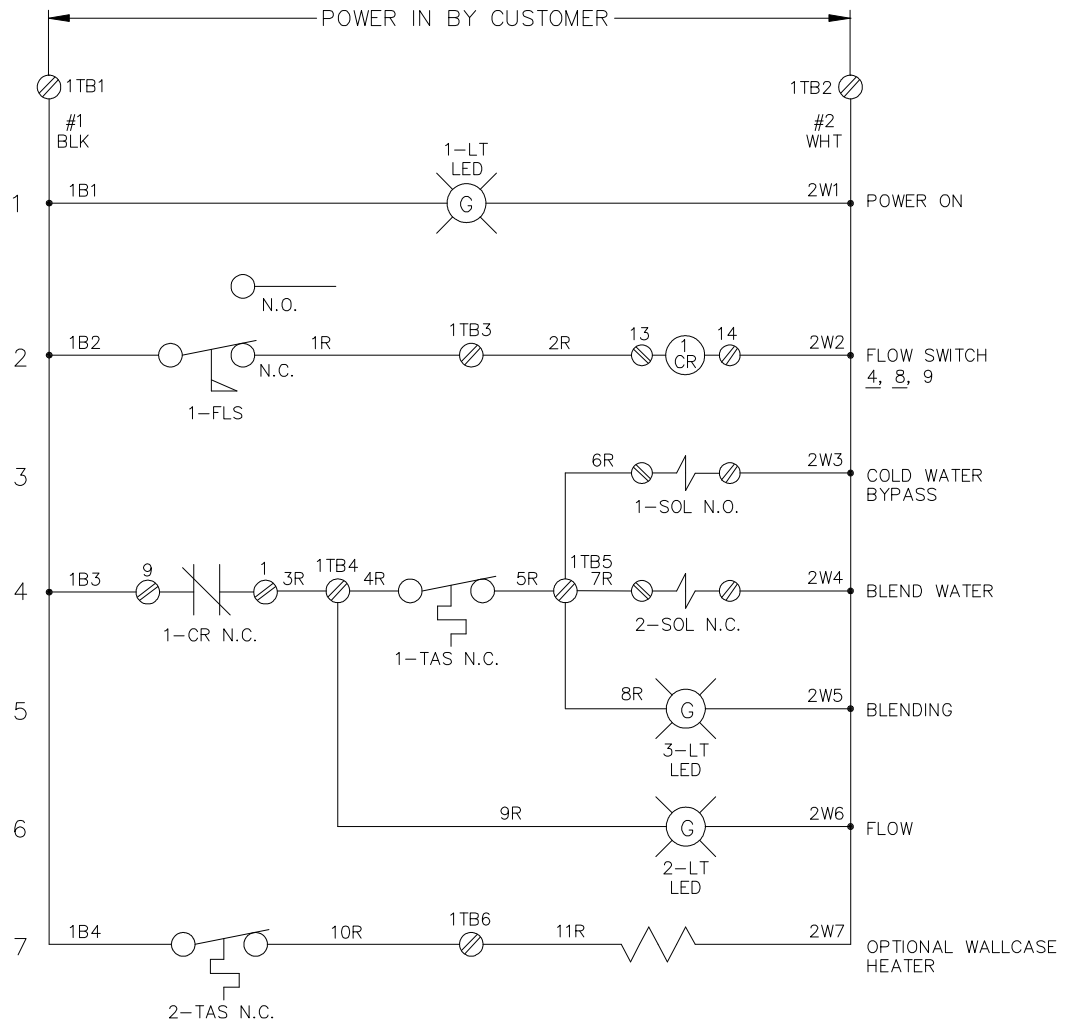 POWER IN BY CUSTOMER
1TB1
1TB2
#1
BLK
#2
WHT
1-LT
LED
1
1B1
G
2W1
POWER ON
N.O.
2
1B2
N.C.
1R
1TB3
2R
13
1
CR
14
2W2
FLOW SWITCH
4, 8, 9
1-FLS
3
6R
2W3
COLD WATER
BYPASS
1-SOL N.O.
4
1B3
9
1
3R
1TB4
4R
5R
1TB5
7R
2W4
BLEND WATER
1-CR N.C.
1-TAS N.C.
2-SOL N.C.
5
8R
G
2W5
BLENDING
3-LT
LED
6
9R
G
2W6
FLOW
2-LT
LED
7
1B4
10R
1TB6
11R
2W7
OPTIONAL WALLCASE
HEATER
2-TAS N.C.